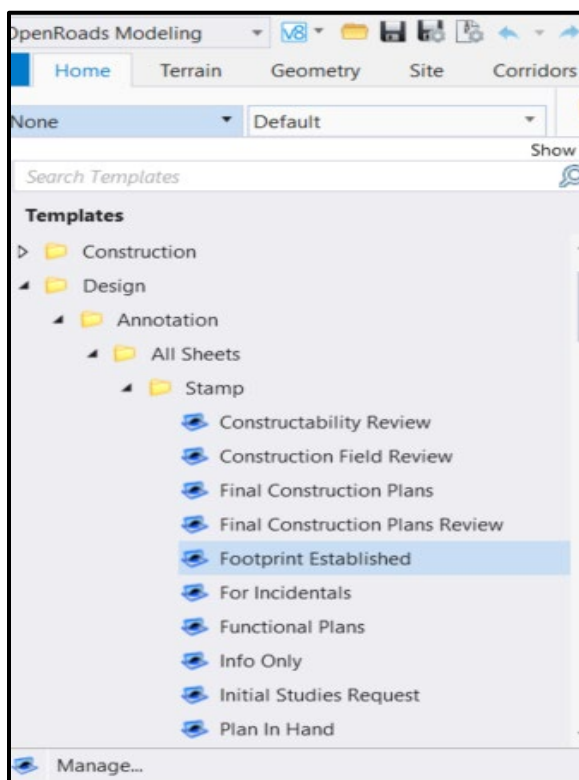 OpenRoads Modeling
Home Terrain Geometry Site Corridors
None Default
Show
Search Templates
Templates
Construction
Design
Annotation
All Sheets
Stamp
Constructability Review
Construction Field Review
Final Construction Plans
Final Construction Plans Review
Footprint Established
For Incidentals
Functional Plans
Info Only
Initial Studies Request
Plan In Hand
Manage...